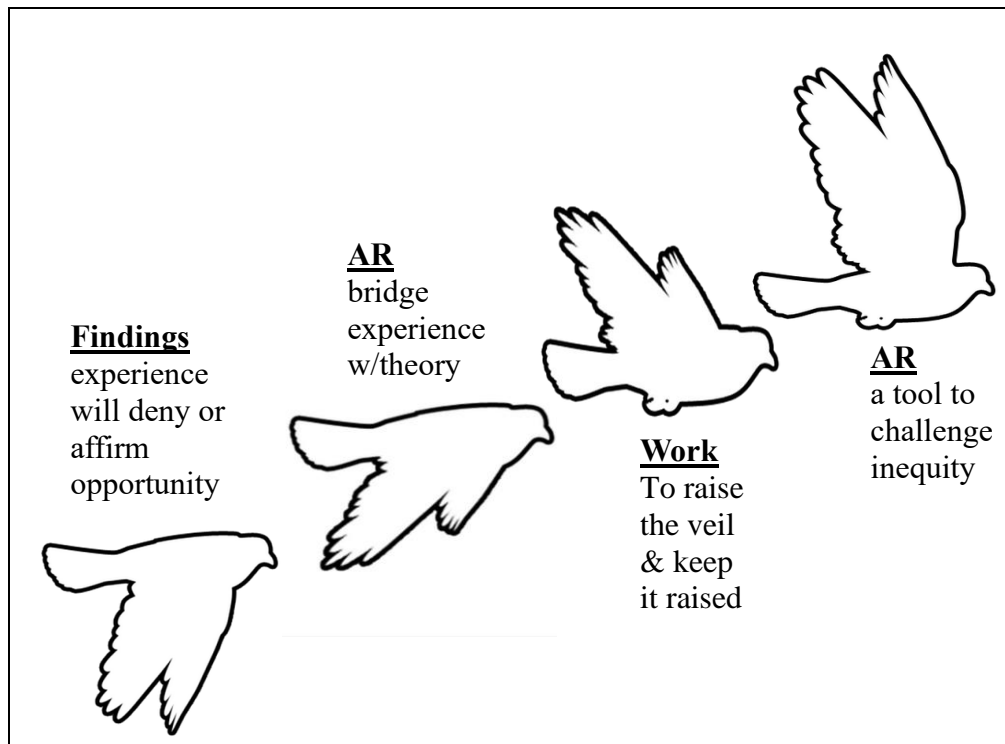 Findings
experience
will deny or
affirm
opportunity
AR
bridge
experience
w/theory
Work
To raise
the veil
& keep
it raised
AR
a tool to
challenge
inequity